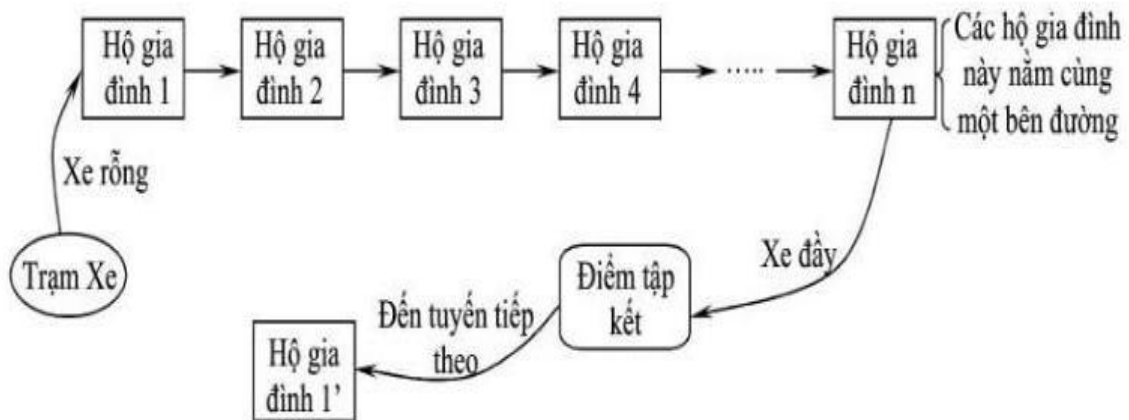 Hộ gia
đình 1
Hộ gia
đình 2
Hộ gia
đình 3
Hộ gia
đình 4
.....
Hộ gia
đình n
Các hộ gia đình
này nằm cùng
một bên đường
Xe rỗng
Trạm Xe
Xe đầy
Điểm tập
kết
Đến tuyến tiếp
theo
Hộ gia
đình 1’